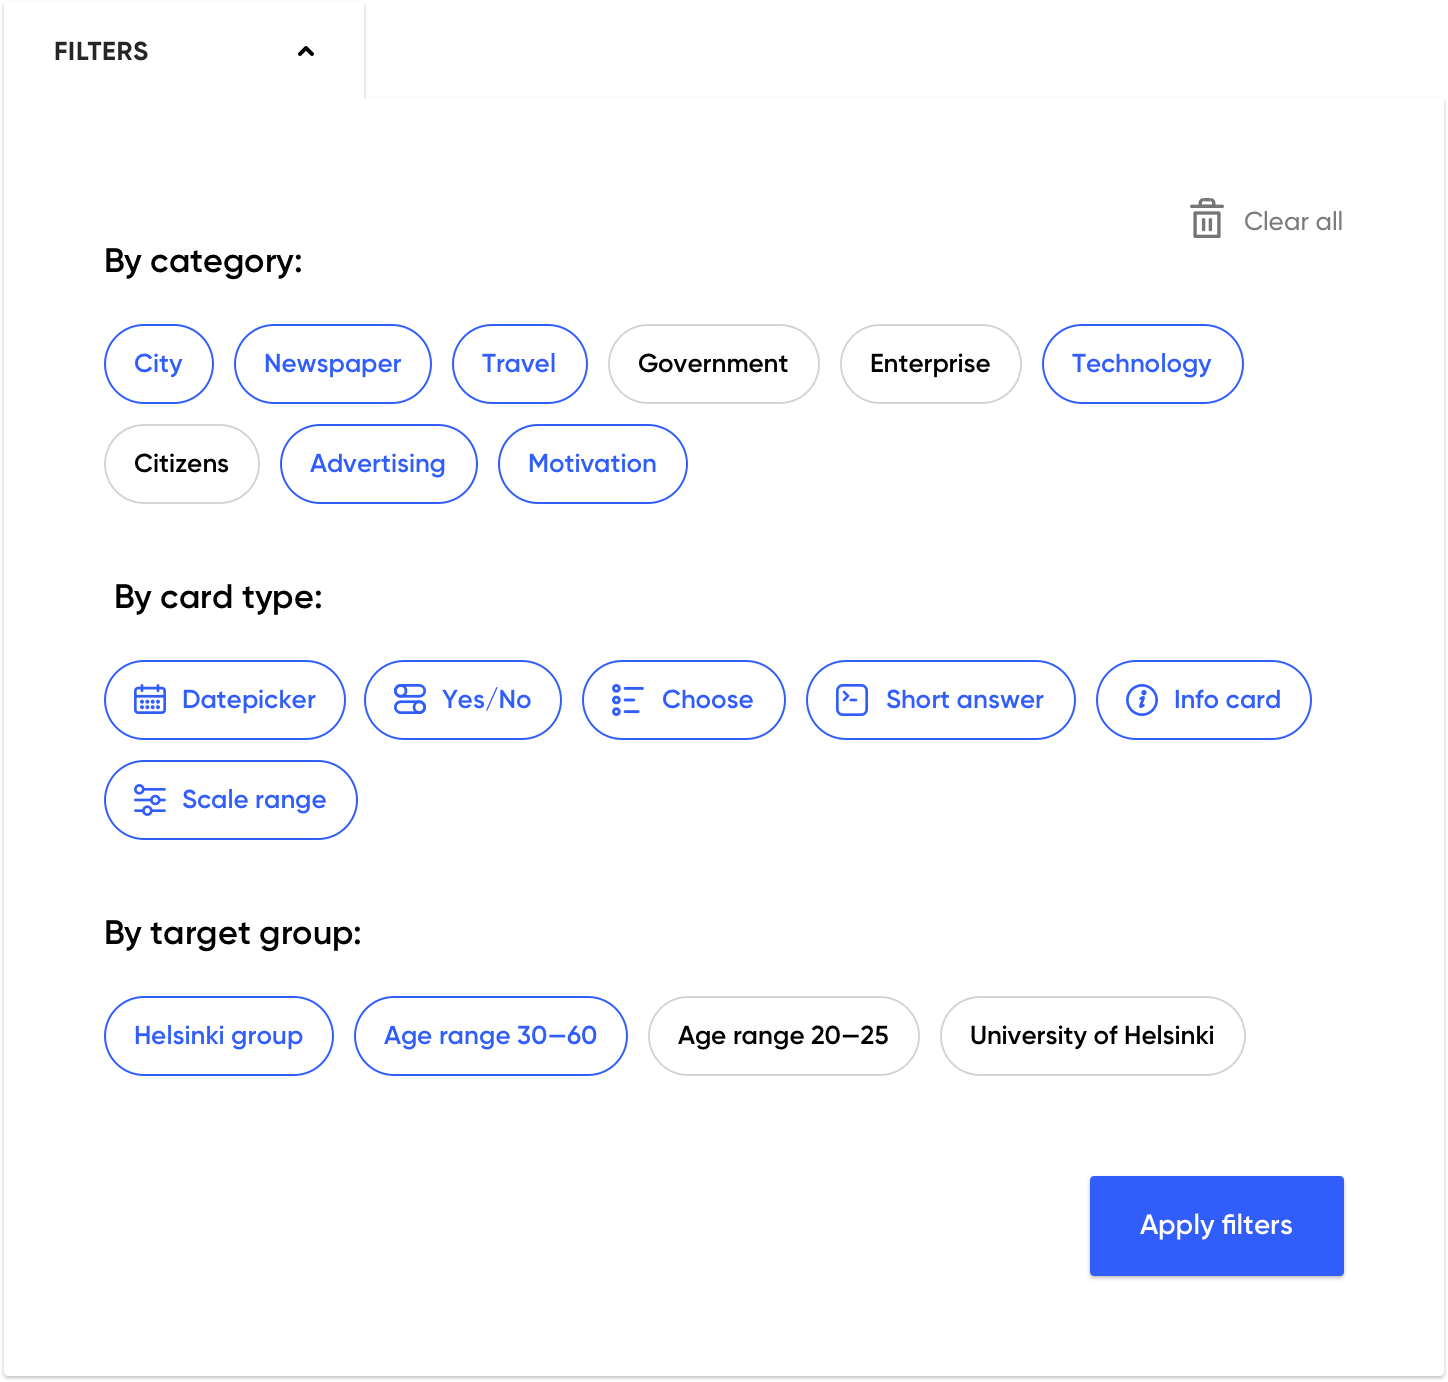 FILTERS
Clear all
By category:
City Newspaper Travel Government Enterprise Technology
Citizens Advertising Motivation
By card type:
Datepicker Yes/No Choose Short answer Info card
Scale range
By target group:
Helsinki group Age range 30—60 Age range 20—25 University of Helsinki
Apply filters